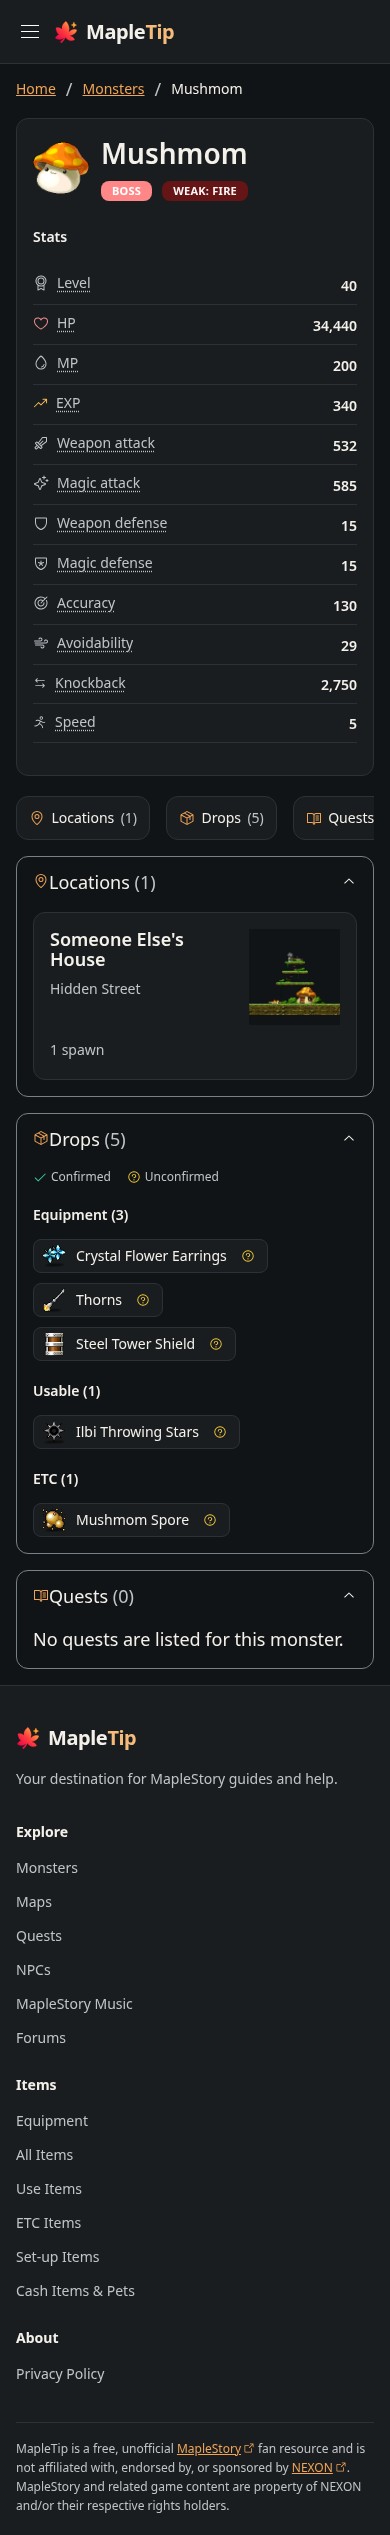 MapleTip
Home / Monsters / Mushmom
Mushmom
BOSS WEAK: FIRE
Stats
Level 40
HP 34,440
MP 200
EXP 340
Weapon attack 532
Magic attack 585
Weapon defense 15
Magic defense 15
Accuracy 130
Avoidability 29
Knockback 2,750
Speed 5
Locations (1) Drops (5) Quests
Locations (1)
Someone Else's
House
Hidden Street
1 spawn
Drops (5)
Confirmed Unconfirmed
Equipment (3)
Crystal Flower Earrings
Thorns
Steel Tower Shield
Usable (1)
Ilbi Throwing Stars
ETC (1)
Mushmom Spore
Quests (0)
No quests are listed for this monster.
MapleTip
Your destination for MapleStory guides and help.
Explore
Monsters
Maps
Quests
NPCs
MapleStory Music
Forums
Items
Equipment
All Items
Use Items
ETC Items
Set-up Items
Cash Items & Pets
About
Privacy Policy
MapleTip is a free, unofficial MapleStory fan resource and is
not affiliated with, endorsed by, or sponsored by NEXON.
MapleStory and related game content are property of NEXON
and/or their respective rights holders.